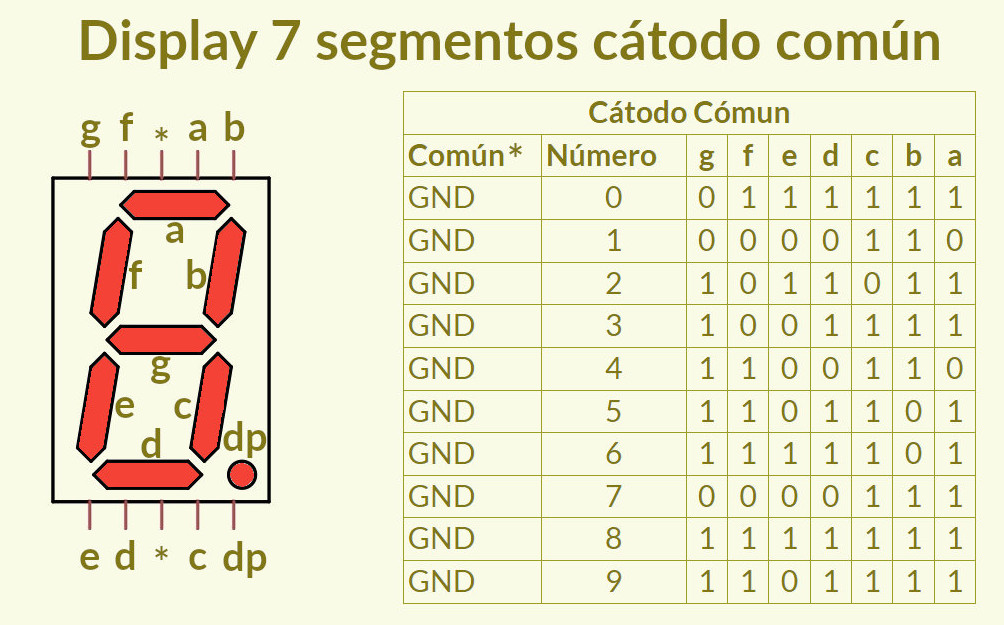 Display 7 segmentos cátodo común
g f * a b
a
f b
g
e c
d dp
e d * c dp
Cátodo Cómun
Común* Número g f e d c b a
GND 0 0 1 1 1 1 1 1
GND 1 0 0 0 0 1 1 0
GND 2 1 0 1 1 0 1 1
GND 3 1 0 0 1 1 1 1
GND 4 1 1 0 0 1 1 0
GND 5 1 1 0 1 1 0 1
GND 6 1 1 1 1 1 0 1
GND 7 0 0 0 0 1 1 1
GND 8 1 1 1 1 1 1 1
GND 9 1 1 0 1 1 1 1